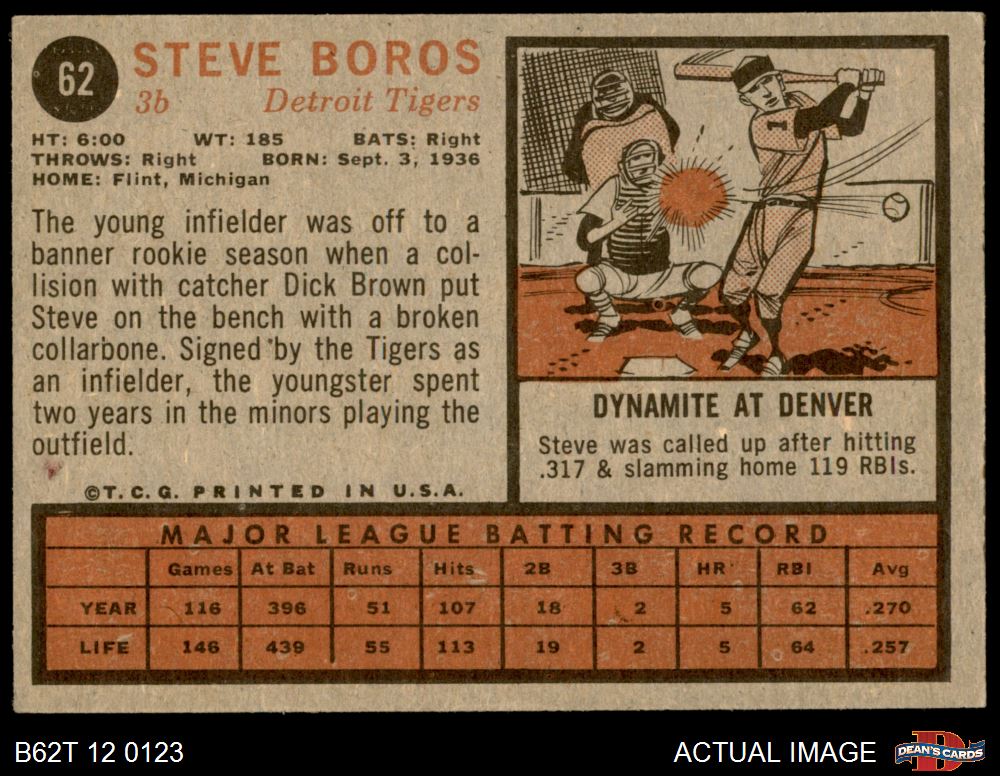 62
STEVE BOROS
3b Detroit Tigers
HT: 6:00 WT: 185 BATS: Right
THROWS: Right BORN: Sept. 3, 1936
HOME: Flint, Michigan
The young infielder was off to a
banner rookie season when a col-
lision with catcher Dick Brown put
Steve on the bench with a broken
collarbone. Signed by the Tigers as
an infielder, the youngster spent
two years in the minors playing the
outfield.
©T.C.G. PRINTED IN U.S.A.
1
DYNAMITE AT DENVER
Steve was called up after hitting
.317 & slamming home 119 RBIs.
MAJOR LEAGUE BATTING RECORD
Games At Bat Runs Hits 2B 3B HR RBI Avg
YEAR 116 396 51 107 18 2 5 62 .270
LIFE 146 439 55 113 19 2 5 64 .257
B62T 12 0123
ACTUAL IMAGE
D
DEAN'S CARDS